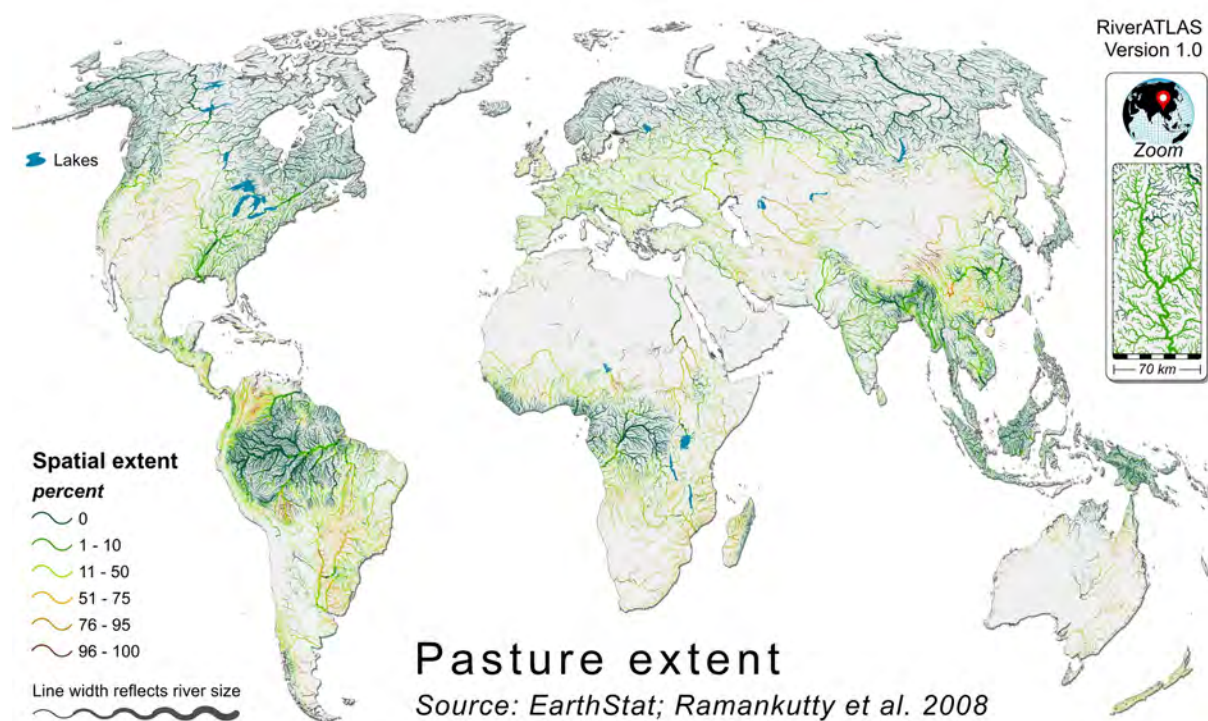 RiverATLAS
Version 1.0
Zoom
70 km
Lakes
Spatial extent
percent
0
1 - 10
11 - 50
51 - 75
76 - 95
96 - 100
Line width reflects river size
Pasture extent
Source: EarthStat; Ramankutty et al. 2008